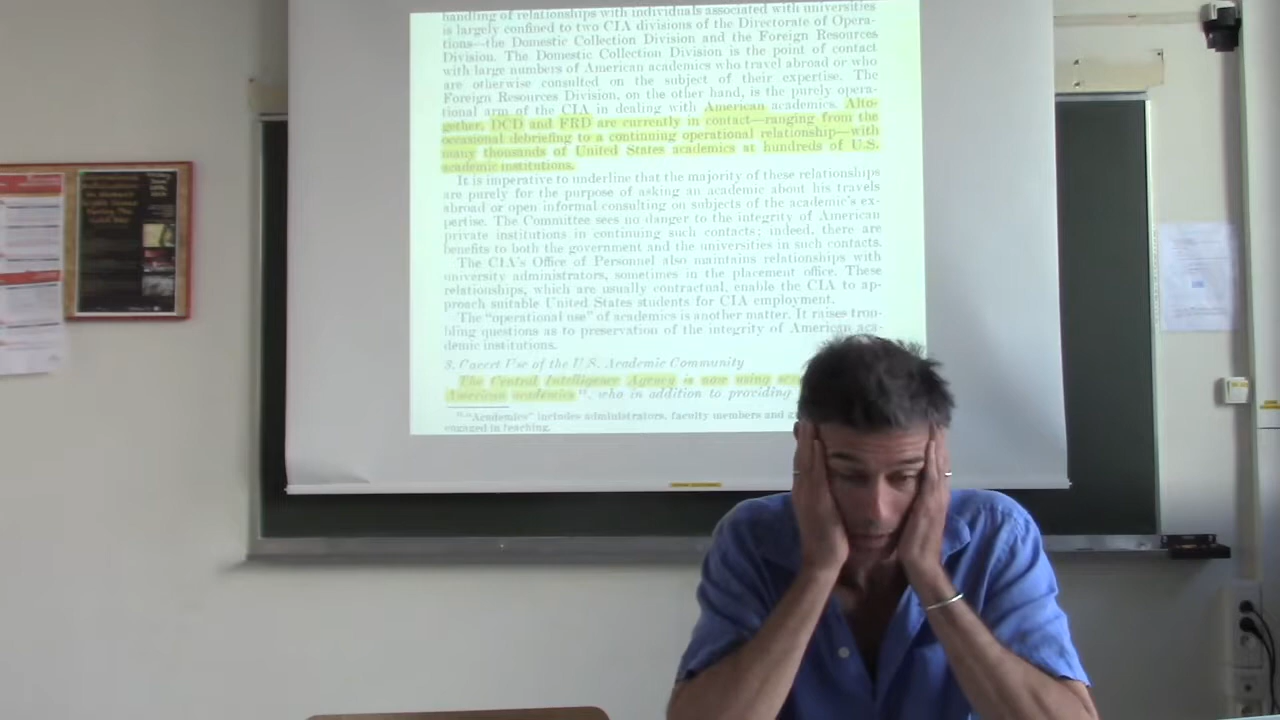 handling of relationships with individuals associated with universities
is largely confined to two CIA divisions of the Directorate of Opera-
tions—the Domestic Collection Division and the Foreign Resources
Division. The Domestic Collection Division is the point of contact
with large numbers of American academics who travel abroad or who
are otherwise consulted on the subject of their expertise. The
Foreign Resources Division, on the other hand, is the purely opera-
tional arm of the CIA in dealing with American academics. Alto-
gether, DCD and FRD are currently in contact—ranging from the
occasional debriefing to a continuing operational relationship—with
many thousands of United States academics at hundreds of U.S.
academic institutions.
It is imperative to underline that the majority of these relationships
are purely for the purpose of asking an academic about his travels
abroad or open informal consulting on subjects of the academic's ex-
pertise. The Committee sees no danger to the integrity of American
private institutions in continuing such contacts; indeed, there are
benefits to both the government and the universities in such contacts.
The CIA's Office of Personnel also maintains relationships with
university administrators, sometimes in the placement office. These
relationships, which are usually contractual, enable the CIA to ap-
proach suitable United States students for CIA employment.
The "operational use" of academics is another matter. It raises trou-
bling questions as to preservation of the integrity of American aca-
demic institutions.
3. Covert Use of the U.S. Academic Community
The Central Intelligence Agency is now using
American academics , who in addition to providing
"Academics" includes administrators, faculty members and
engaged in teaching.